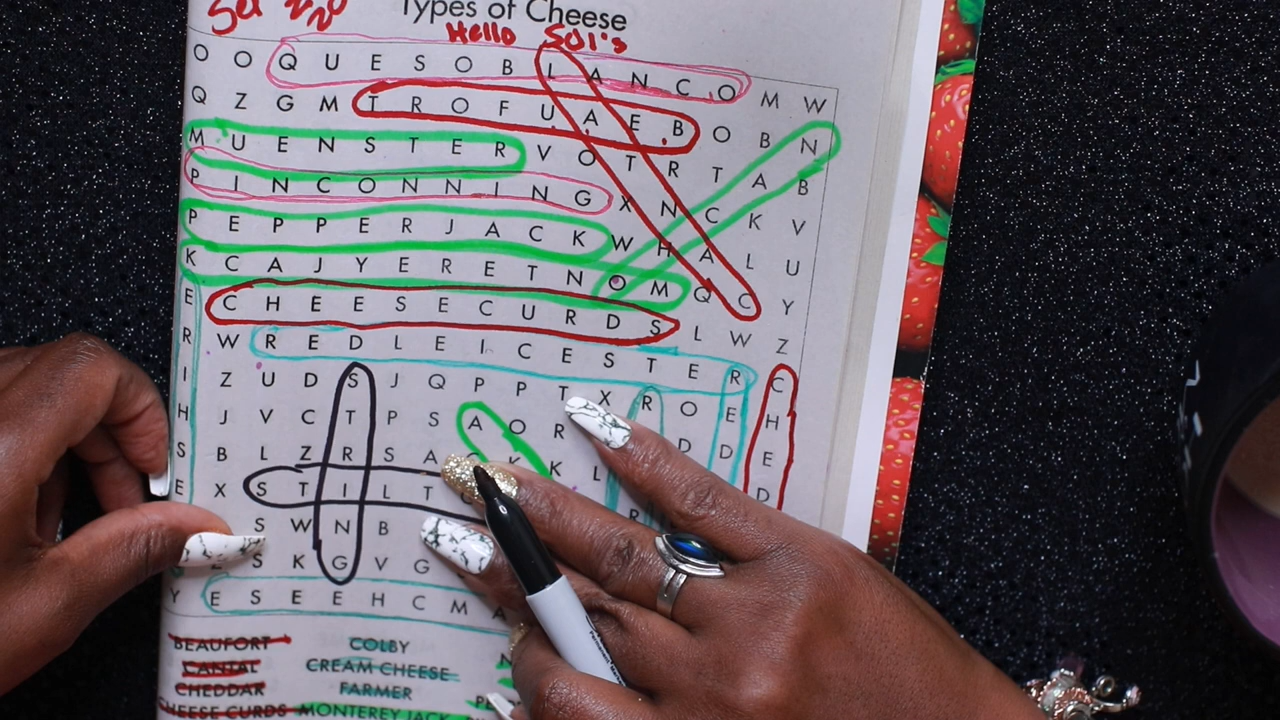 Types of Cheese
Hello Sol's
O O Q U E S O B L A N C O M W
Q Z G M T R O F U A E B O B N
M U E N S T E R V O T R T A B
P I N C O N N I N G X N C K V
P E P P E R J A C K W H A L U
K C A J Y E R E T N O M Q C Y
E C H E E S E C U R D S L W Z
R W R E D L E I C E S T E R C
I Z U D S J Q P P T X R O E H
H J V C T P S A O R D D E
S B L Z R S A K L D
E X S T I L T R
S W N B
S K G V G
Y E S E E H C M A
BEAUFORT COLBY
CANTAL CREAM CHEESE
CHEDDAR FARMER
CHEESE CURDS MONTEREY JACK